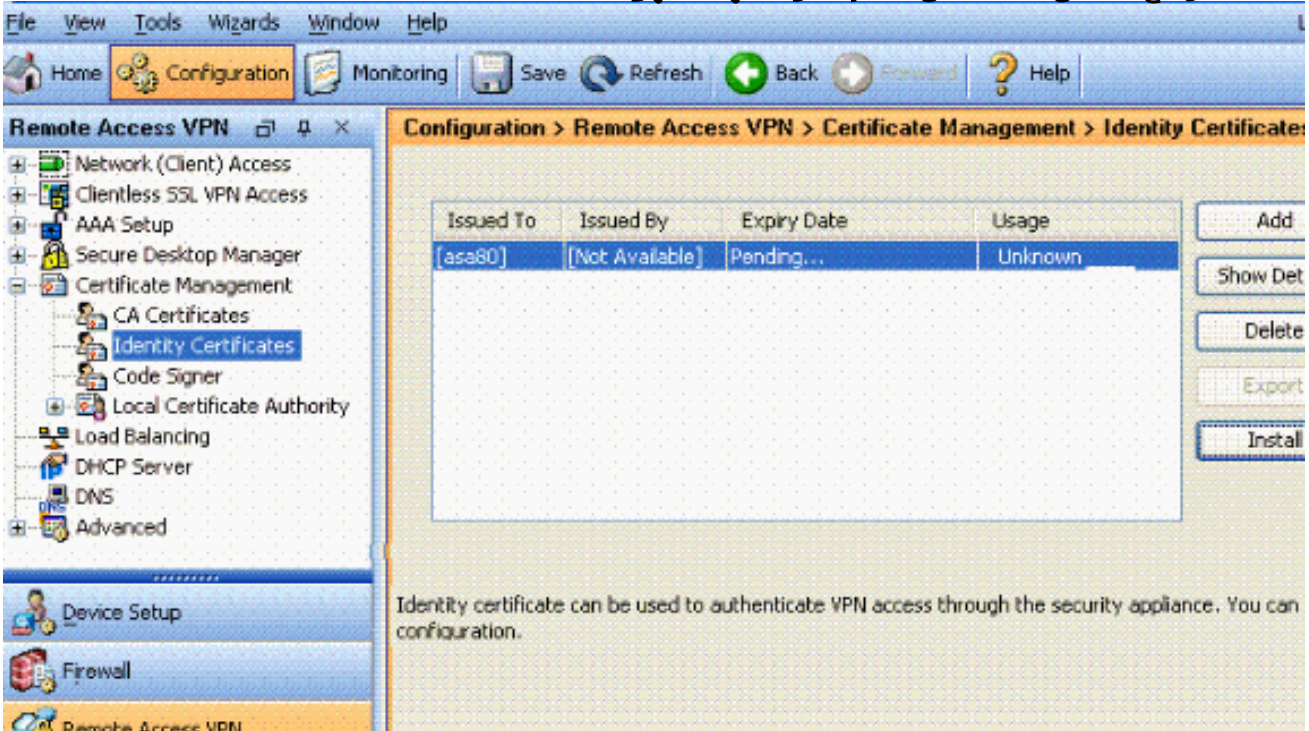 File View Tools Wizards Window Help
Home Configuration Monitoring Save Refresh Back Forward Help
Remote Access VPN
Configuration > Remote Access VPN > Certificate Management > Identity Certificates
Network (Client) Access
Clientless SSL VPN Access
AAA Setup
Secure Desktop Manager
Certificate Management
CA Certificates
Identity Certificates
Code Signer
Local Certificate Authority
Load Balancing
DHCP Server
DNS
Advanced
Device Setup
Firewall
Remote Access VPN
Issued To Issued By Expiry Date Usage
[asa80] [Not Available] Pending... Unknown
Add
Show Det
Delete
Export
Install
Identity certificate can be used to authenticate VPN access through the security appliance. You can
configuration.